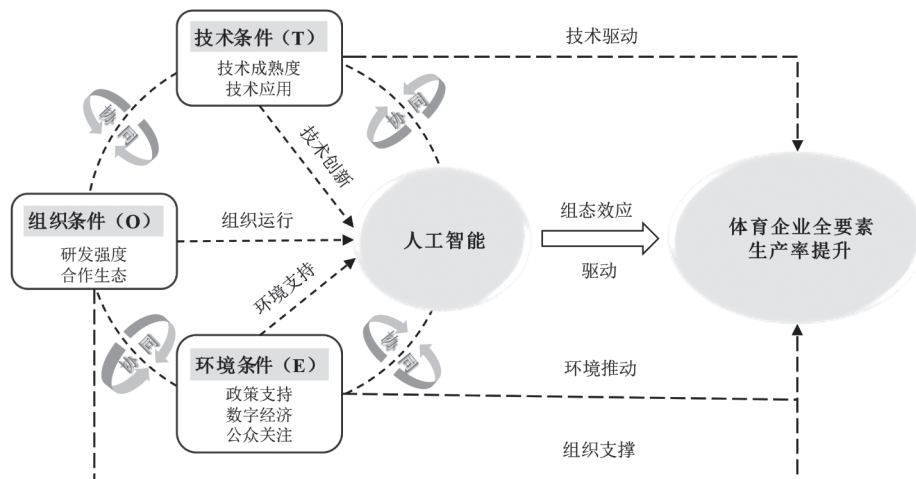 技术条件（T）
技术成熟度
技术应用
技术驱动
协同
协同
技术创新
组织条件（O）
研发强度
合作生态
组织运行
人工智能
组态效应
驱动
体育企业全要素
生产率提升
环境支持
协同
协同
环境条件（E）
政策支持
数字经济
公众关注
环境推动
组织支撑